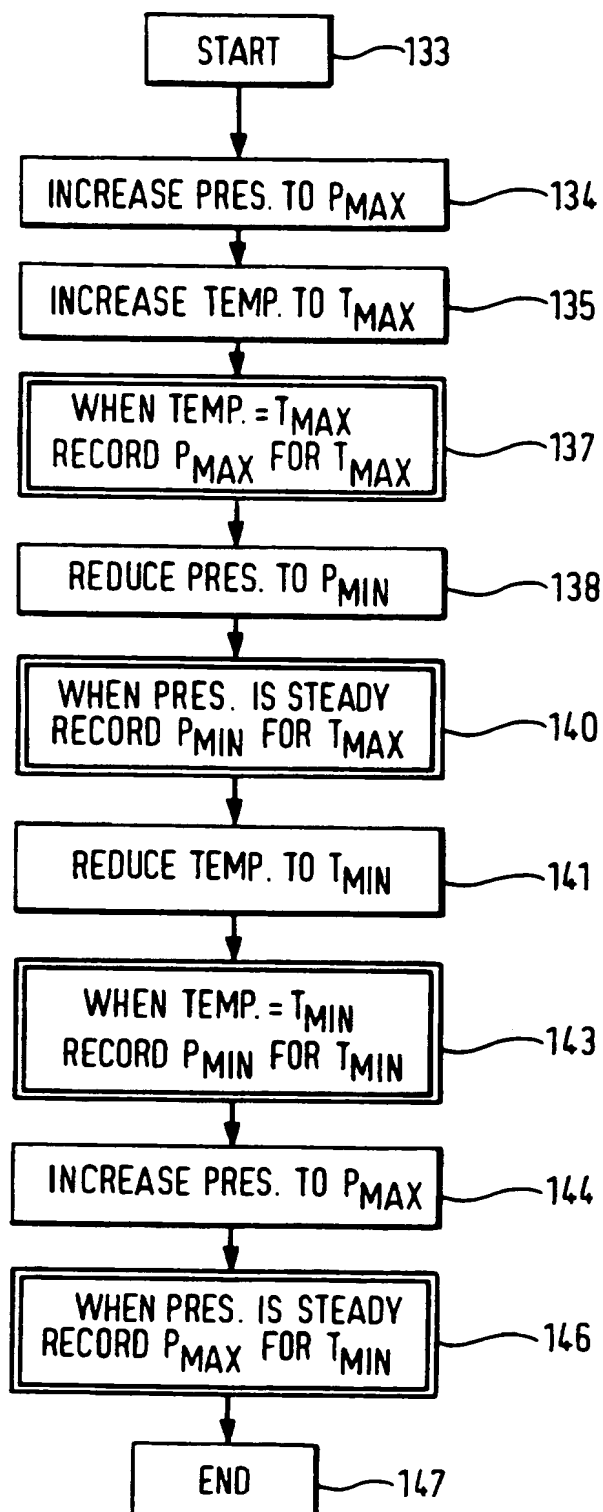 START
133
INCREASE PRES. TO PMAX
134
INCREASE TEMP. TO TMAX
135
WHEN TEMP. = TMAX
RECORD PMAX FOR TMAX
137
REDUCE PRES. TO PMIN
138
WHEN PRES. IS STEADY
RECORD PMIN FOR TMAX
140
REDUCE TEMP. TO TMIN
141
WHEN TEMP. = TMIN
RECORD PMIN FOR TMIN
143
INCREASE PRES. TO PMAX
144
WHEN PRES. IS STEADY
RECORD PMAX FOR TMIN
146
END
147